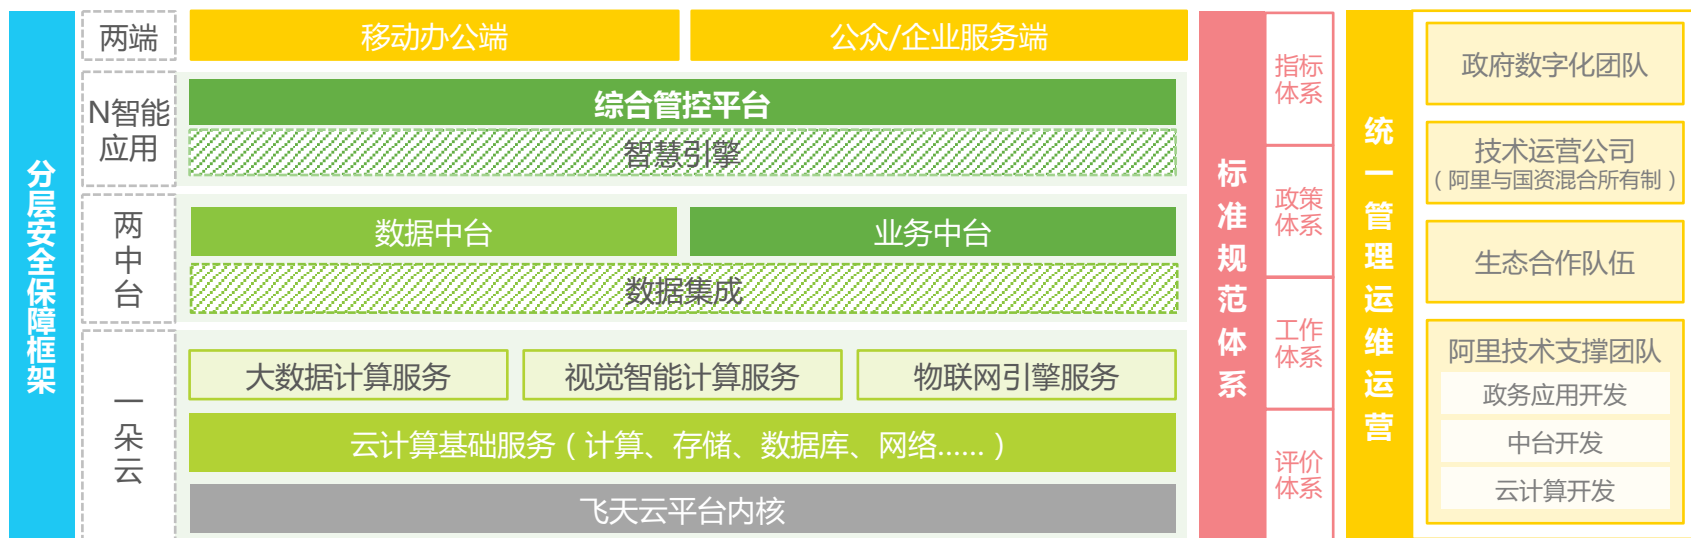 分层安全保障框架
两端
移动办公端
公众/企业服务端
N智能
应用
综合管控平台
智慧引擎
两
中
台
数据中台
业务中台
数据集成
一
朵
云
大数据计算服务
视觉智能计算服务
物联网引擎服务
云计算基础服务（计算、存储、数据库、网络......）
飞天云平台内核
标准规范体系
指标
体系
政策
体系
工作
体系
评价
体系
统一管理运维运营
政府数字化团队
技术运营公司
（阿里与国资混合所有制）
生态合作队伍
阿里技术支撑团队
政务应用开发
中台开发
云计算开发